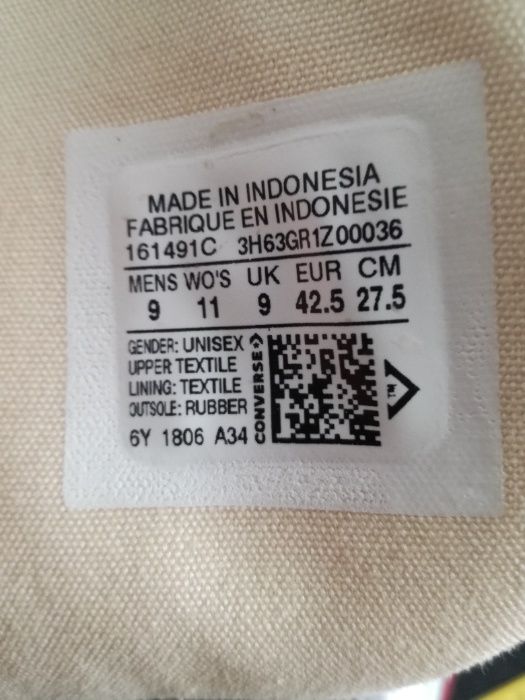 MADE IN INDONESIA
FABRIQUE EN INDONESIE
161491C 3H63GR1Z00036
MENS WO'S UK EUR CM
9 11 9 42.5 27.5
GENDER: UNISEX
UPPER: TEXTILE
LINING: TEXTILE
OUTSOLE: RUBBER
6Y 1806 A34
CONVERSE
TM